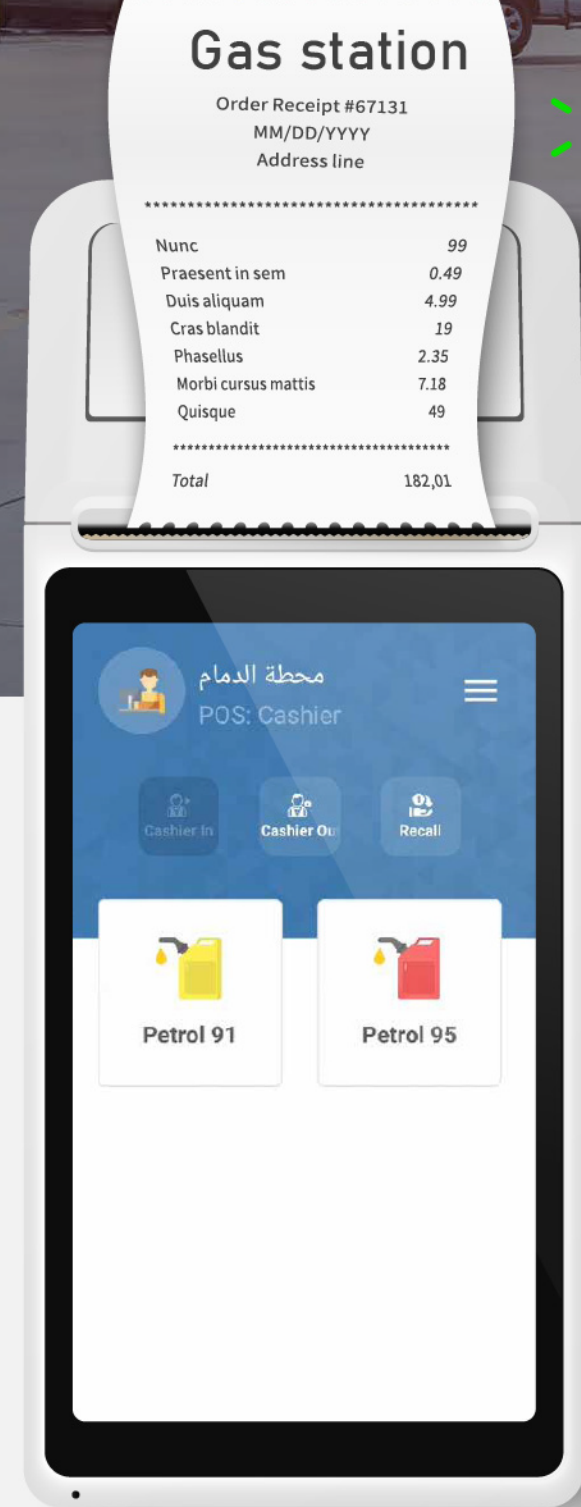 Gas station
Order Receipt #67131
MM/DD/YYYY
Address line
****************************************
Nunc 99
Praesent in sem 0.49
Duis aliquam 4.99
Cras blandit 19
Phasellus 2.35
Morbi cursus mattis 7.18
Quisque 49
****************************************
Total 182,01
محطة الدمام
POS: Cashier
Cashier In Cashier Ou Recall
Petrol 91 Petrol 95